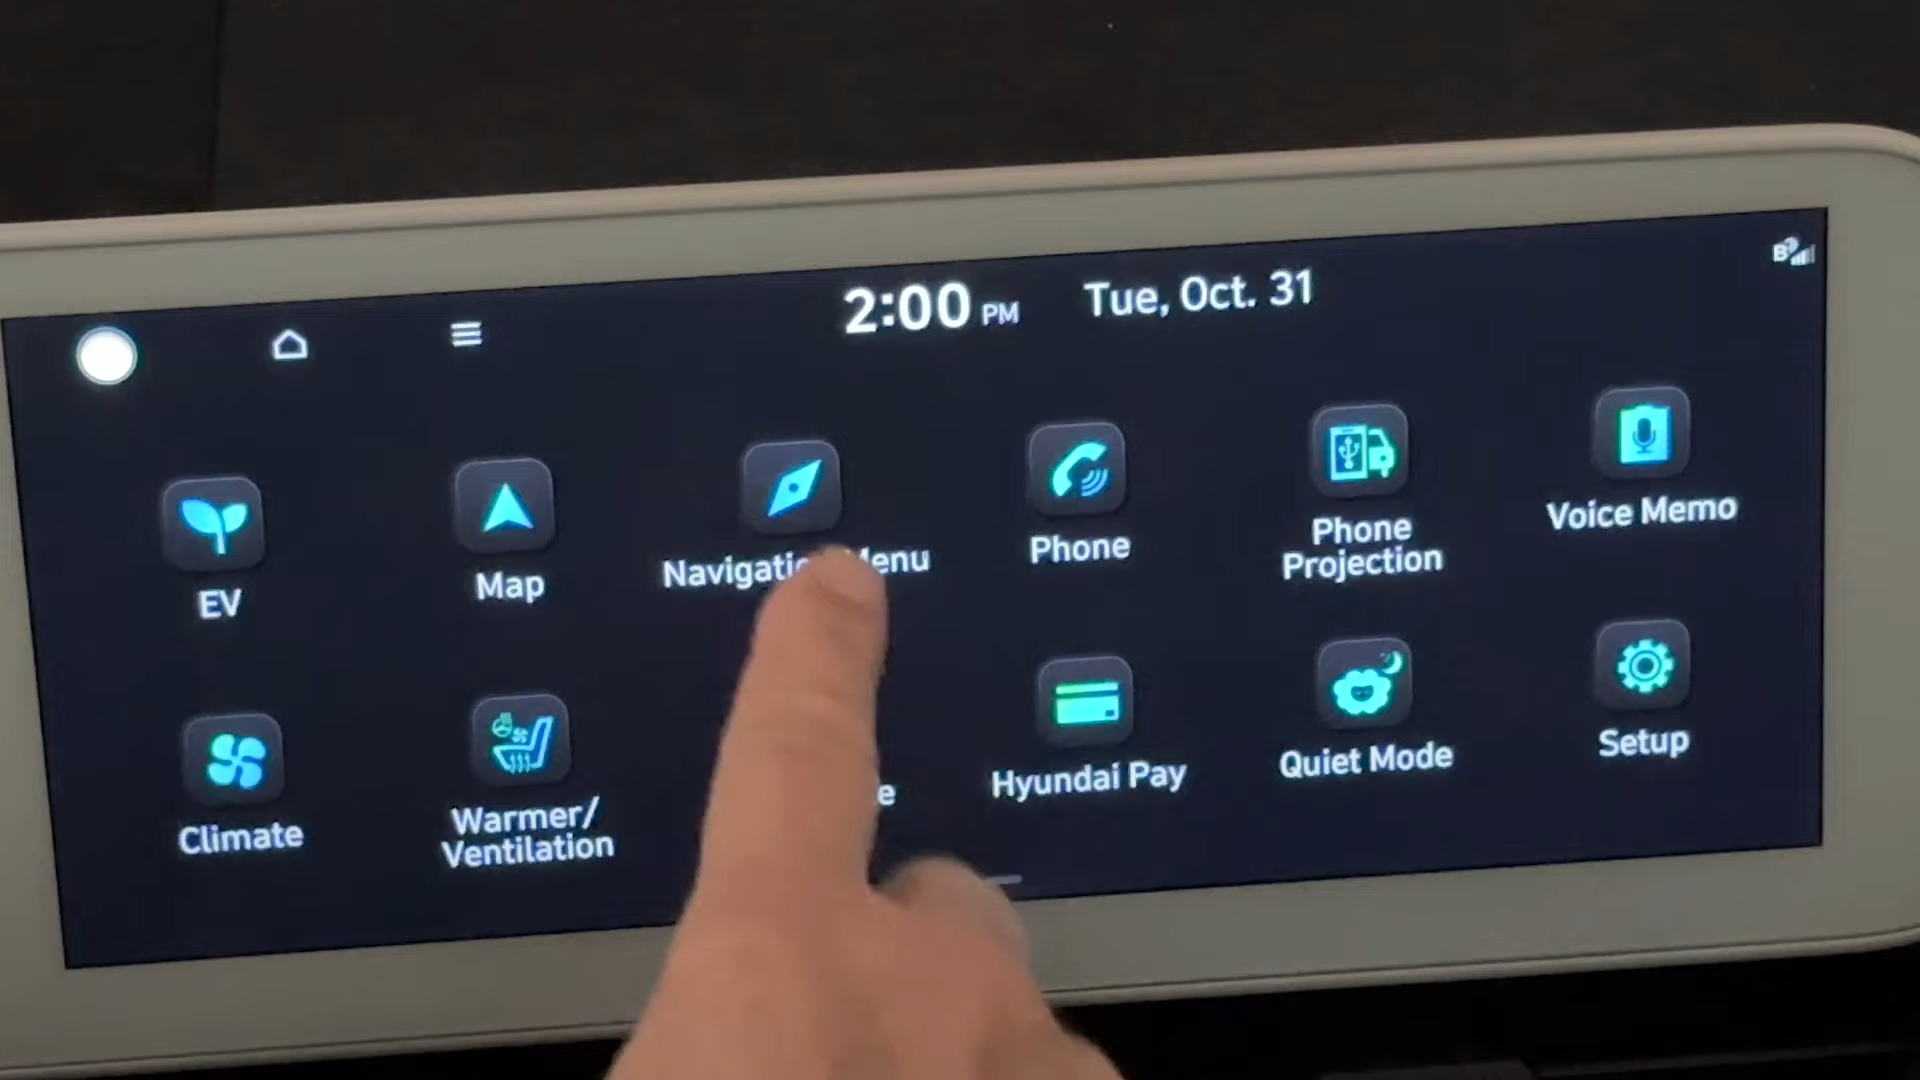 2:00 PM Tue, Oct. 31
EV
Map
Phone
Phone
Projection
Voice Memo
Climate
Warmer/
Ventilation
Hyundai Pay
Quiet Mode
Setup